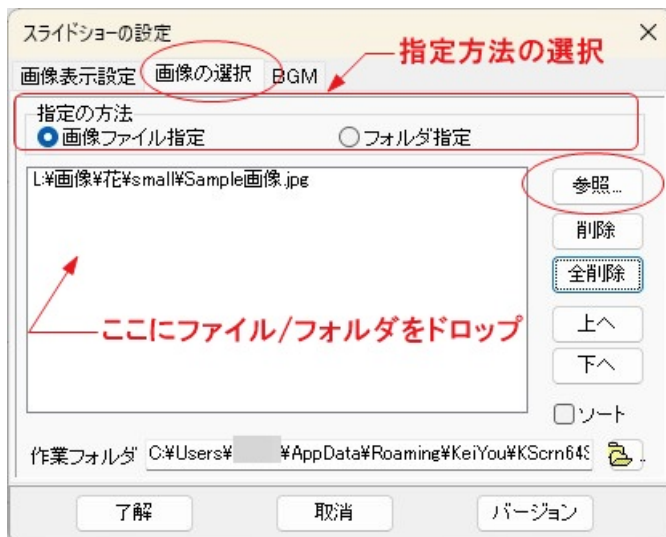 スライドショーの設定
指定方法の選択
画像表示設定 画像の選択 BGM
指定の方法
画像ファイル指定 フォルダ指定
L:¥画像¥花¥small¥Sample画像.jpg
参照...
削除
全削除
ここにファイル/フォルダをドロップ
上へ
下へ
ソート
作業フォルダ C:¥Users¥ ¥AppData¥Roaming¥KeiYou¥KScrn64S
了解 取消 バージョン